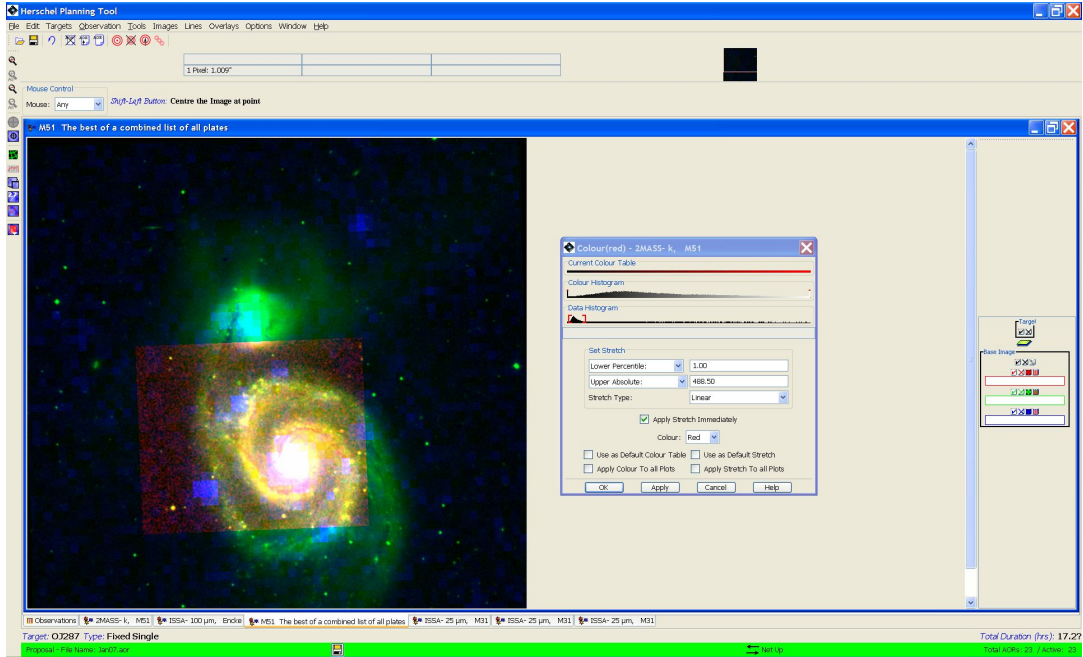 Herschel Planning Tool
File Edit Targets Observation Tools Images Lines Overlays Options Window Help
1 Pixel: 1.009"
Mouse Control
Mouse: Any Shift-Left Button: Centre the Image at point
M51 The best of a combined list of all plates
Colour(red) - 2MASS- k, M51
Current Colour Table
Colour Histogram
Data Histogram
Set Stretch
Lower Percentile: 1.00
Upper Absolute: 488.50
Stretch Type: Linear
Apply Stretch Immediately
Colour: Red
Use as Default Colour Table Use as Default Stretch
Apply Colour To all Plots Apply Stretch To all Plots
OK Apply Cancel Help
Target
Base Image
Observations 2MASS- k, M51 ISSA- 100 µm, Encke M51 The best of a combined list of all plates ISSA- 25 µm, M31 ISSA- 25 µm, M31 ISSA- 25 µm, M31
Target: OJ287 Type: Fixed Single Total Duration (hrs): 17.2?
Proposal - File Name: Jan07.aor Net Up Total AORs: 23 / Active: 23